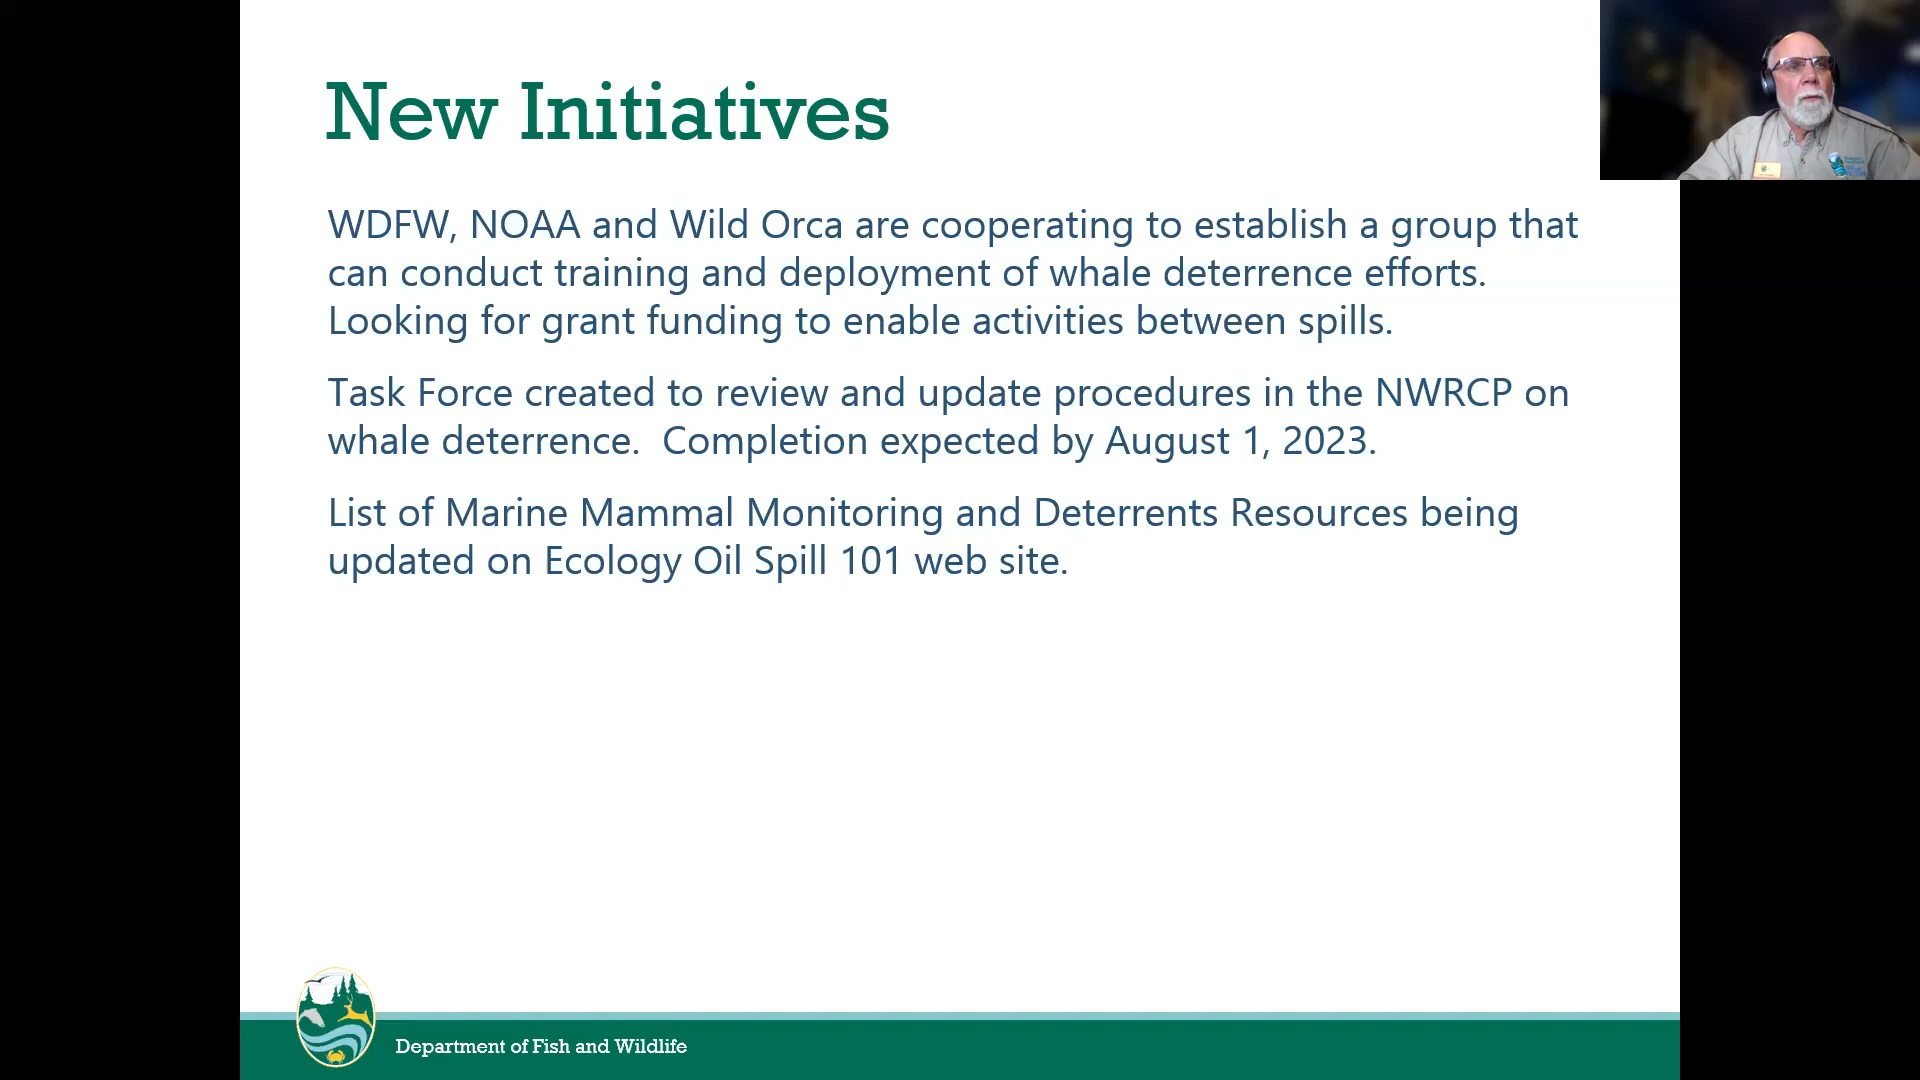 New Initiatives
WDFW, NOAA and Wild Orca are cooperating to establish a group that
can conduct training and deployment of whale deterrence efforts.
Looking for grant funding to enable activities between spills.
Task Force created to review and update procedures in the NWRCP on
whale deterrence.  Completion expected by August 1, 2023.
List of Marine Mammal Monitoring and Deterrents Resources being
updated on Ecology Oil Spill 101 web site.
Department of Fish and Wildlife